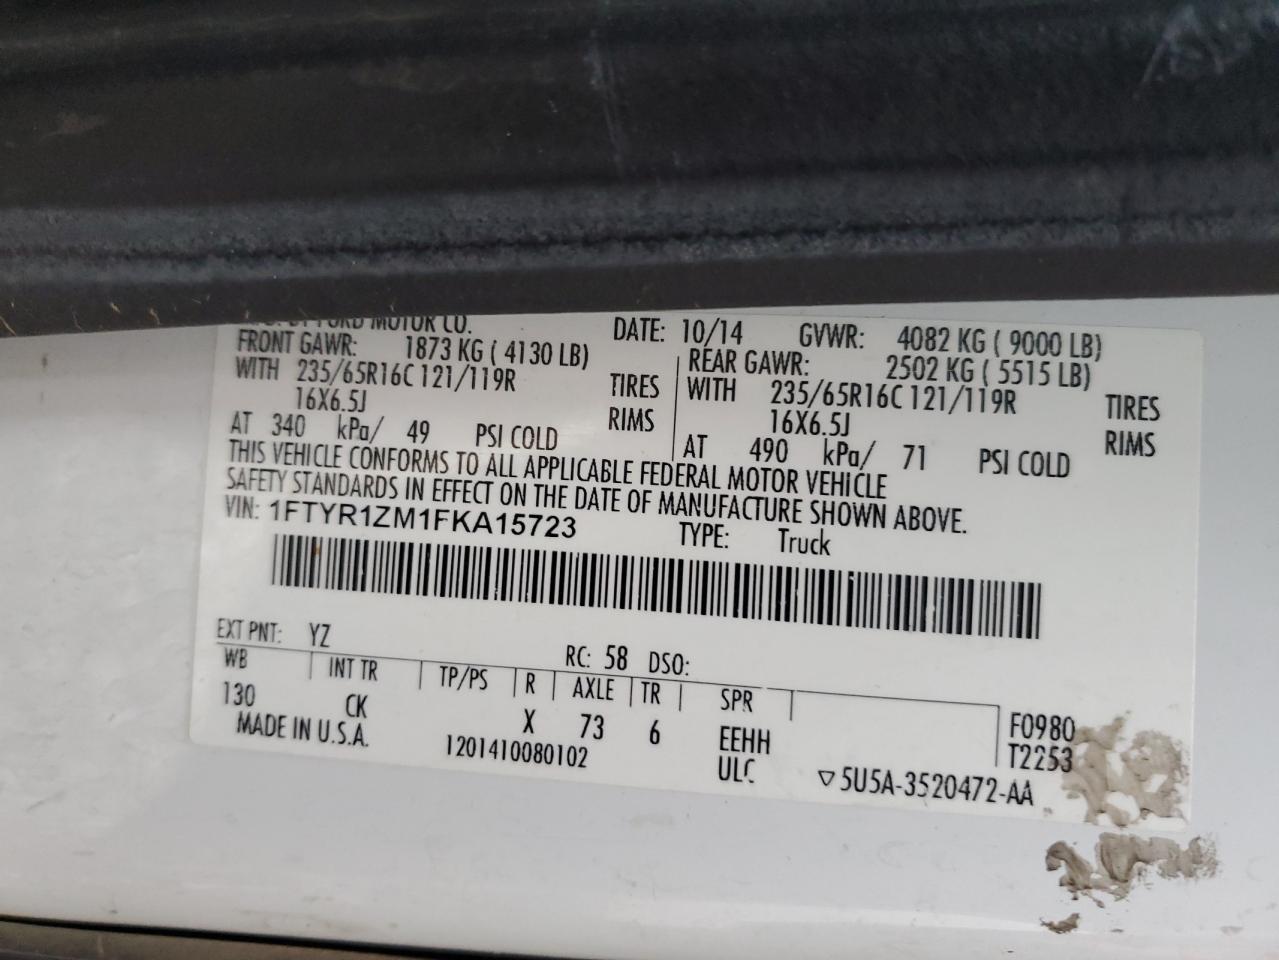 BY FORD MOTOR CO. DATE: 10/14 GVWR: 4082 KG ( 9000 LB)
FRONT GAWR: 1873 KG ( 4130 LB) REAR GAWR: 2502 KG ( 5515 LB)
WITH 235/65R16C 121/119R TIRES WITH 235/65R16C 121/119R TIRES
16X6.5J RIMS 16X6.5J RIMS
AT 340 kPa/ 49 PSI COLD AT 490 kPa/ 71 PSI COLD
THIS VEHICLE CONFORMS TO ALL APPLICABLE FEDERAL MOTOR VEHICLE
SAFETY STANDARDS IN EFFECT ON THE DATE OF MANUFACTURE SHOWN ABOVE.
VIN: 1FTYR1ZM1FKA15723 TYPE: Truck
EXT PNT: YZ RC: 58 DSO:
WB INT TR TP/PS R AXLE TR SPR
130 CK X 73 6 EEHH F0980
MADE IN U.S.A. 1201410080102 ULC T2253
▽5U5A-3520472-AA